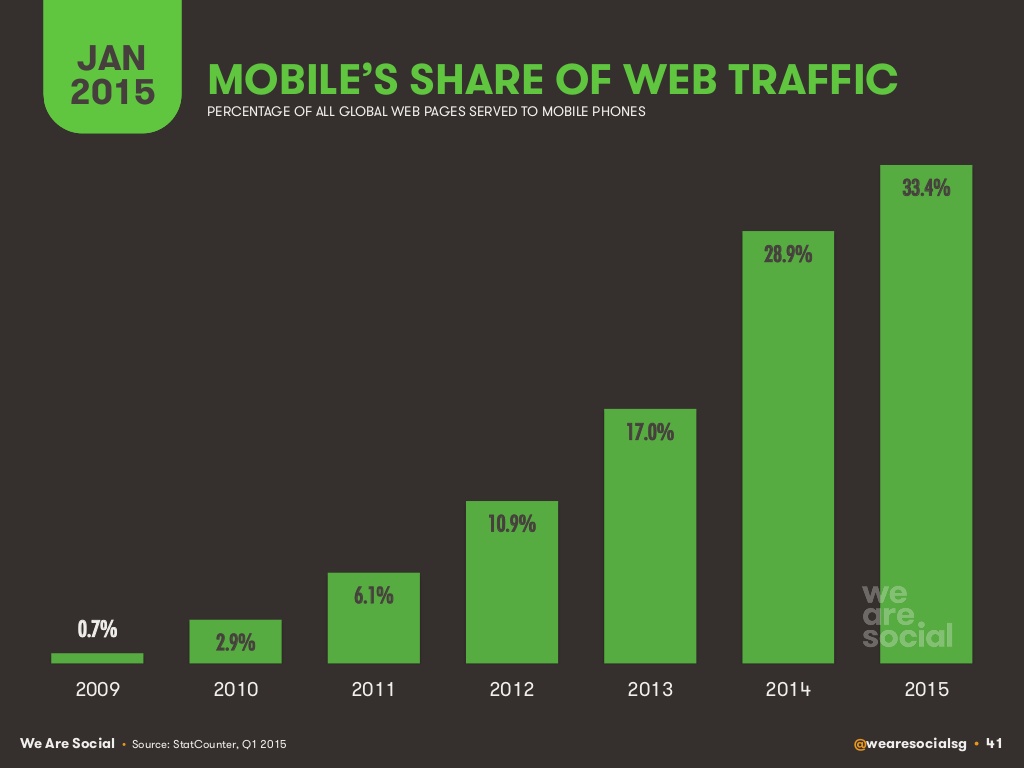 JAN
2015
MOBILE'S SHARE OF WEB TRAFFIC
PERCENTAGE OF ALL GLOBAL WEB PAGES SERVED TO MOBILE PHONES
0.7%
2.9%
6.1%
10.9%
17.0%
28.9%
33.4%
we
are
social
2009 2010 2011 2012 2013 2014 2015
We Are Social • Source: StatCounter, Q1 2015
@wearesocialsg • 41